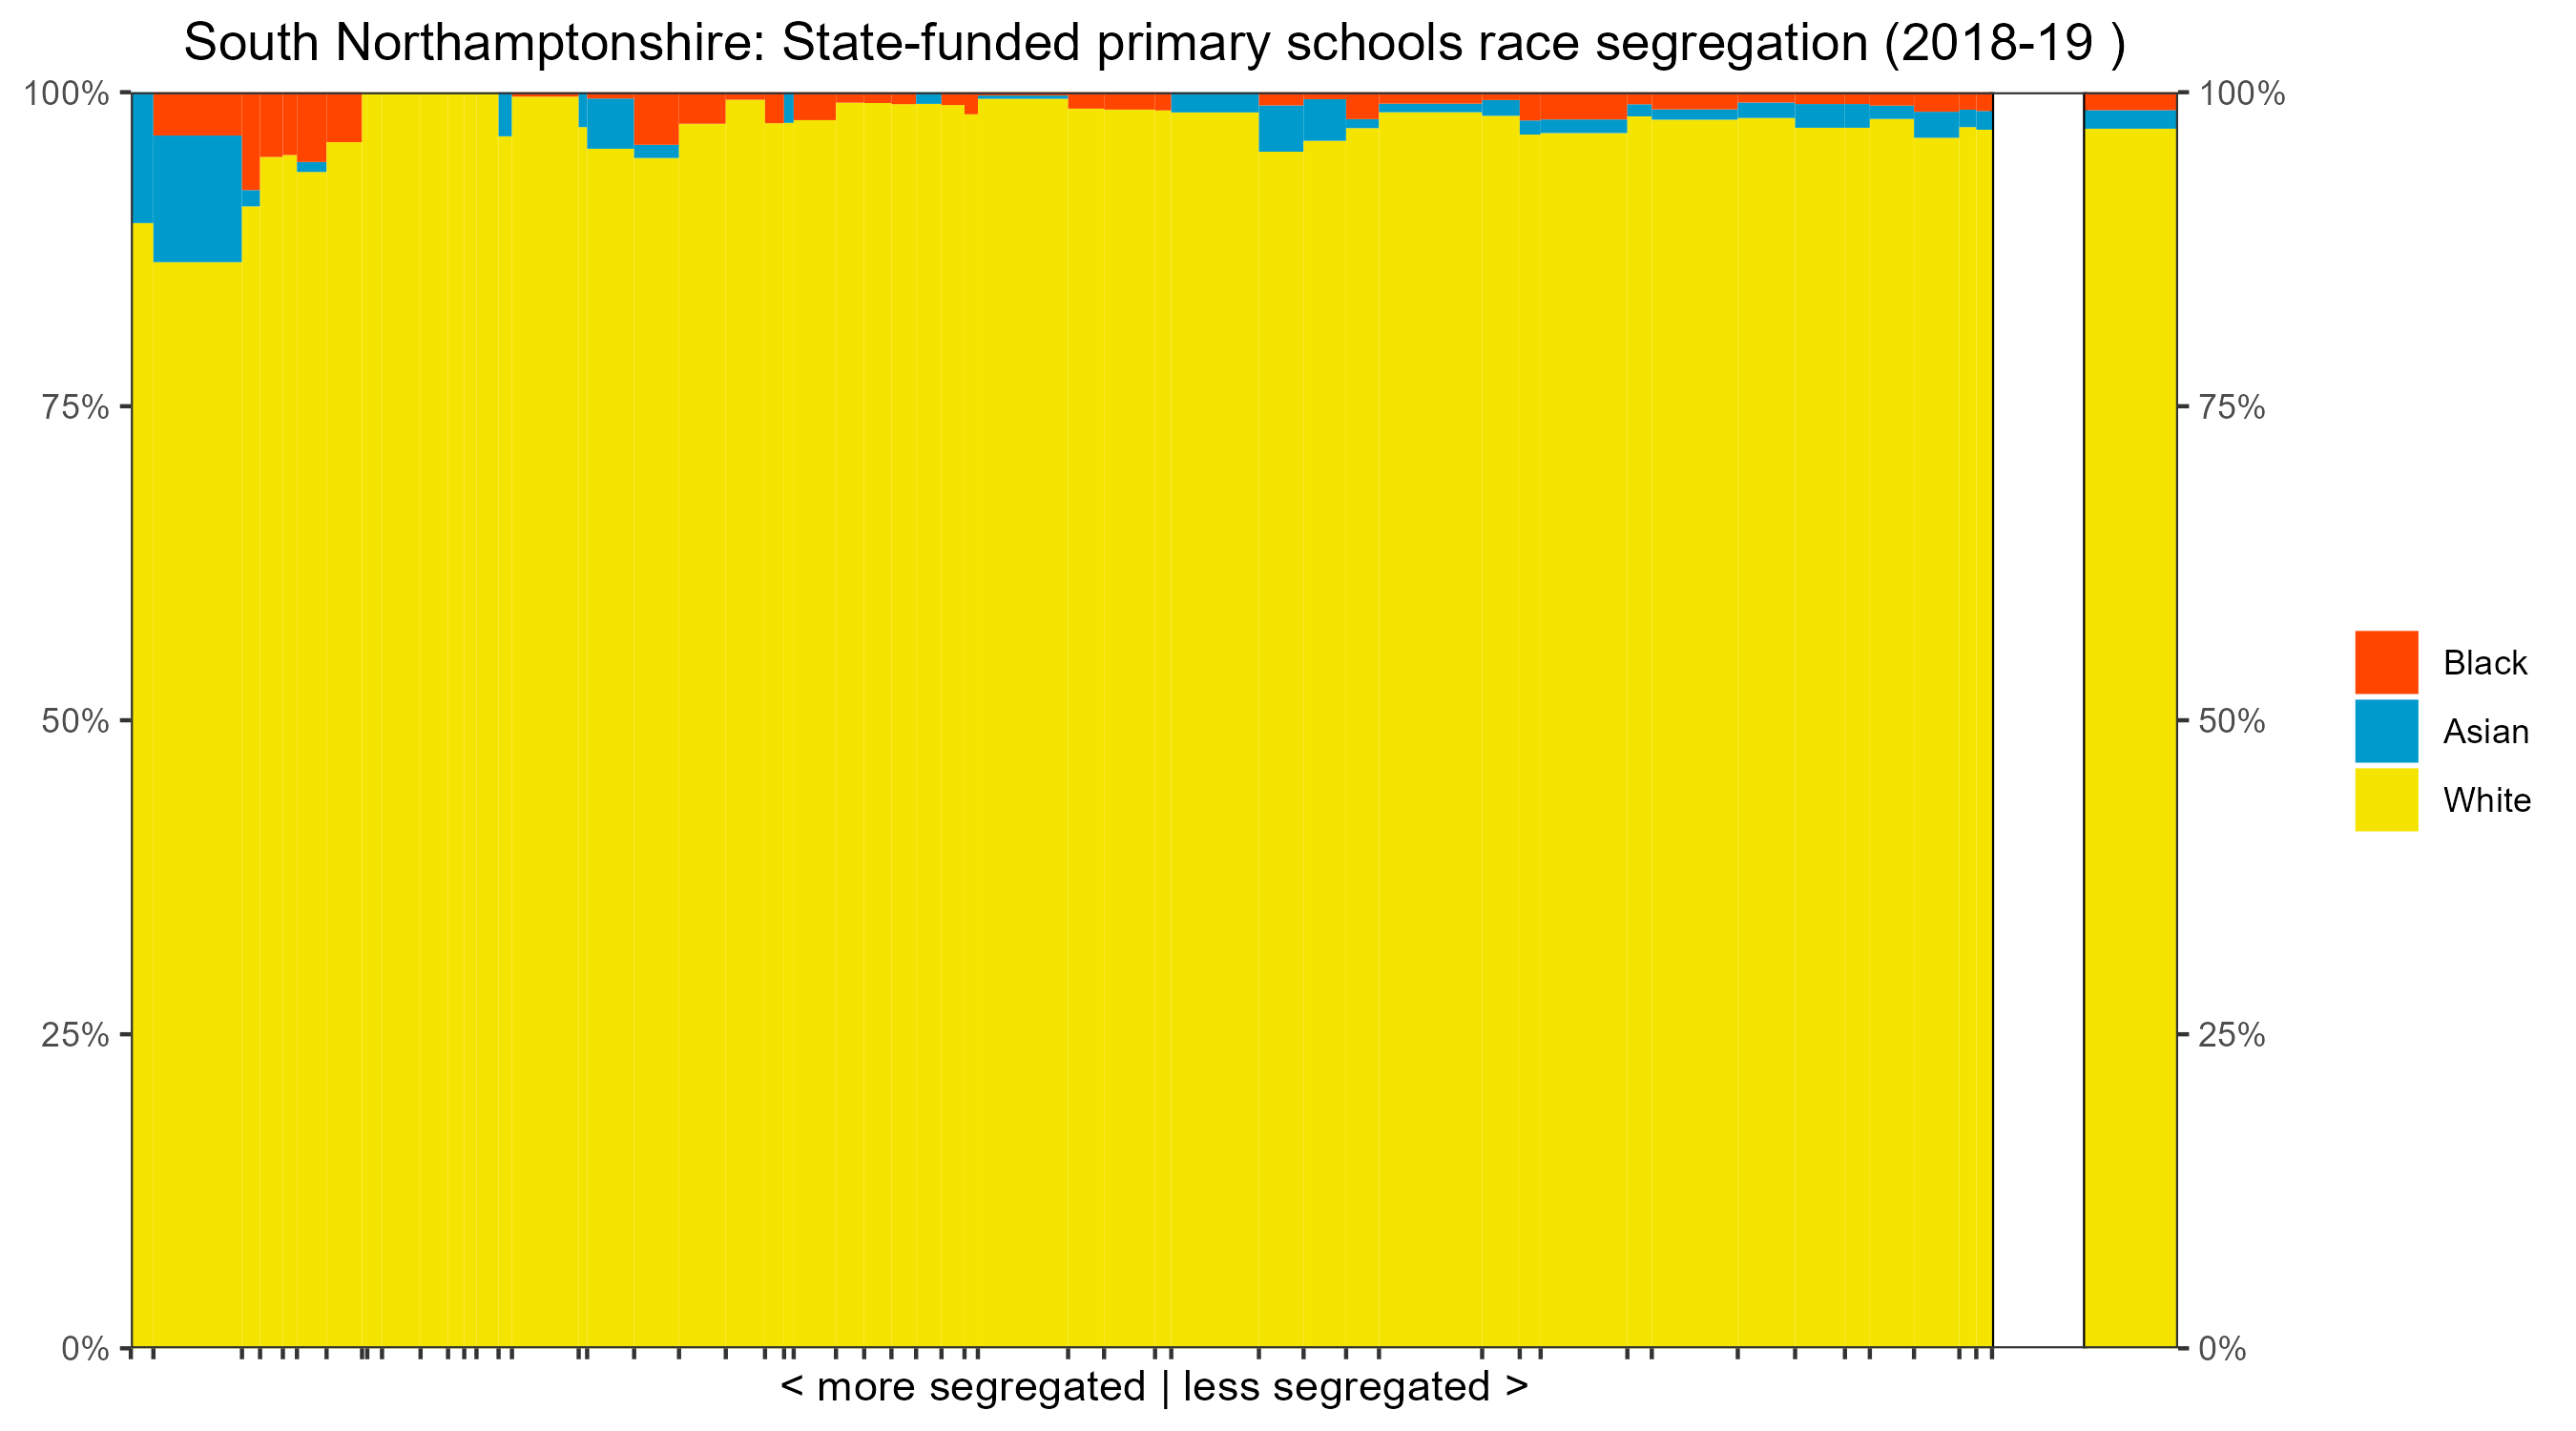 South Northamptonshire: State-funded primary schools race segregation (2018-19 )
100%
100%
75%
75%
50%
50%
25%
25%
0%
0%
Black
Asian
White
< more segregated | less segregated >